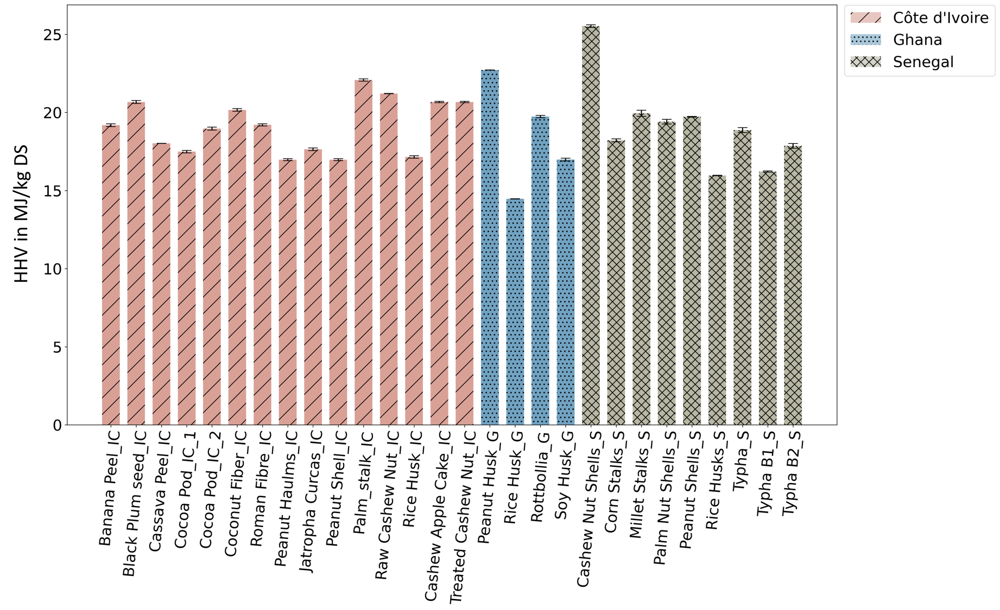 HHV in MJ/kg DS
25
20
15
10
5
0
Banana Peel_IC
Black Plum seed_IC
Cassava Peel_IC
Cocoa Pod_IC_1
Cocoa Pod_IC_2
Coconut Fiber_IC
Roman Fibre_IC
Peanut Haulms_IC
Jatropha Curcas_IC
Peanut Shell_IC
Palm_stalk_IC
Raw Cashew Nut_IC
Rice Husk_IC
Cashew Apple Cake_IC
Treated Cashew Nut_IC
Peanut Husk_G
Rice Husk_G
Rottbollia_G
Soy Husk_G
Cashew Nut Shells_S
Corn Stalks_S
Millet Stalks_S
Palm Nut Shells_S
Peanut Shells_S
Rice Husks_S
Typha_S
Typha B1_S
Typha B2_S
Côte d'Ivoire
Ghana
Senegal